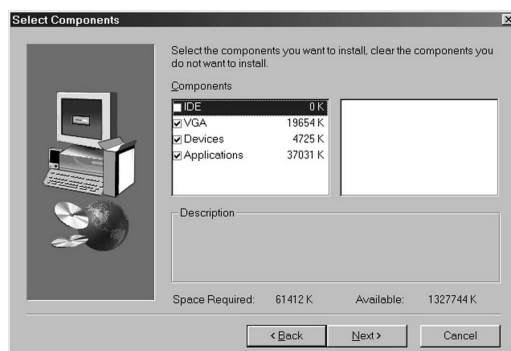 Select Components
Select the components you want to install, clear the components you
do not want to install.
Components
IDE 0 K
VGA 19654 K
Devices 4725 K
Applications 37031 K
Description
Space Required: 61412 K Available: 1327744 K
< Back Next > Cancel